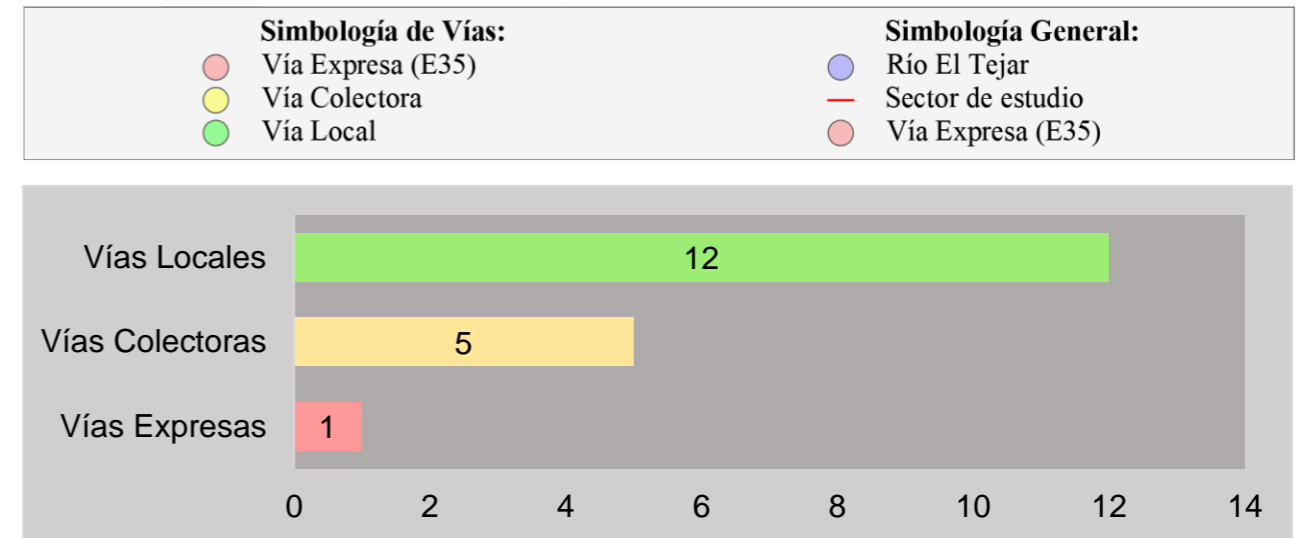 Simbología de Vías:
Vía Expresa (E35)
Vía Colectora
Vía Local
Simbología General:
Río El Tejar
Sector de estudio
Vía Expresa (E35)
Vías Locales
12
Vías Colectoras
5
Vías Expresas
1
0 2 4 6 8 10 12 14